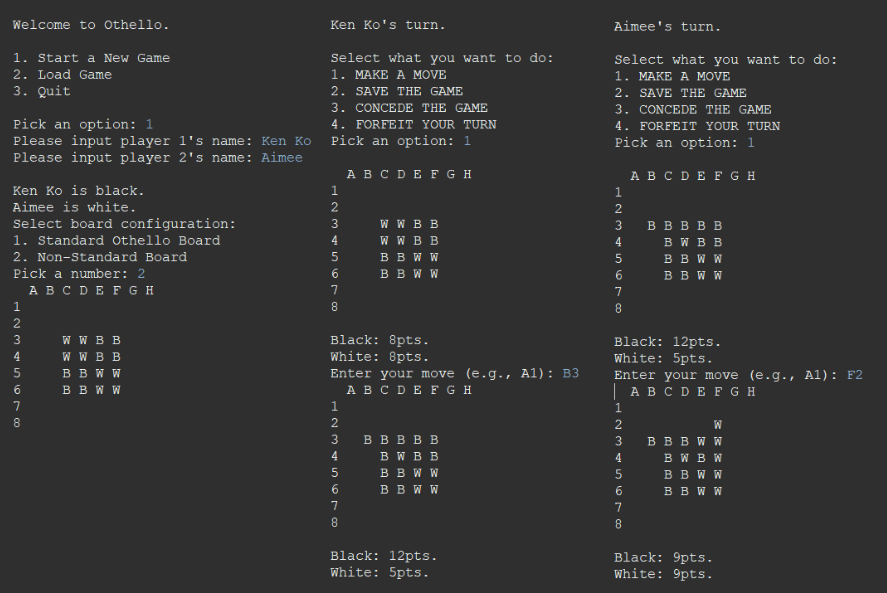 Welcome to Othello.
1. Start a New Game
2. Load Game
3. Quit
Pick an option: 1
Please input player 1's name: Ken Ko
Please input player 2's name: Aimee
Ken Ko is black.
Aimee is white.
Select board configuration:
1. Standard Othello Board
2. Non-Standard Board
Pick a number: 2
A B C D E F G H
1
2
3 W W B B
4 W W B B
5 B B W W
6 B B W W
7
8
Ken Ko's turn.
Select what you want to do:
1. MAKE A MOVE
2. SAVE THE GAME
3. CONCEDE THE GAME
4. FORFEIT YOUR TURN
Pick an option: 1
A B C D E F G H
1
2
3 W W B B
4 W W B B
5 B B W W
6 B B W W
7
8
Black: 8pts.
White: 8pts.
Enter your move (e.g., A1): B3
A B C D E F G H
1
2
3 B B B B B
4 B W B B
5 B B W W
6 B B W W
7
8
Black: 12pts.
White: 5pts.
Aimee's turn.
Select what you want to do:
1. MAKE A MOVE
2. SAVE THE GAME
3. CONCEDE THE GAME
4. FORFEIT YOUR TURN
Pick an option: 1
A B C D E F G H
1
2
3 B B B B B
4 B W B B
5 B B W W
6 B B W W
7
8
Black: 12pts.
White: 5pts.
Enter your move (e.g., A1): F2
A B C D E F G H
1
2 W
3 B B B W W
4 B W B W
5 B B W W
6 B B W W
7
8
Black: 9pts.
White: 9pts.